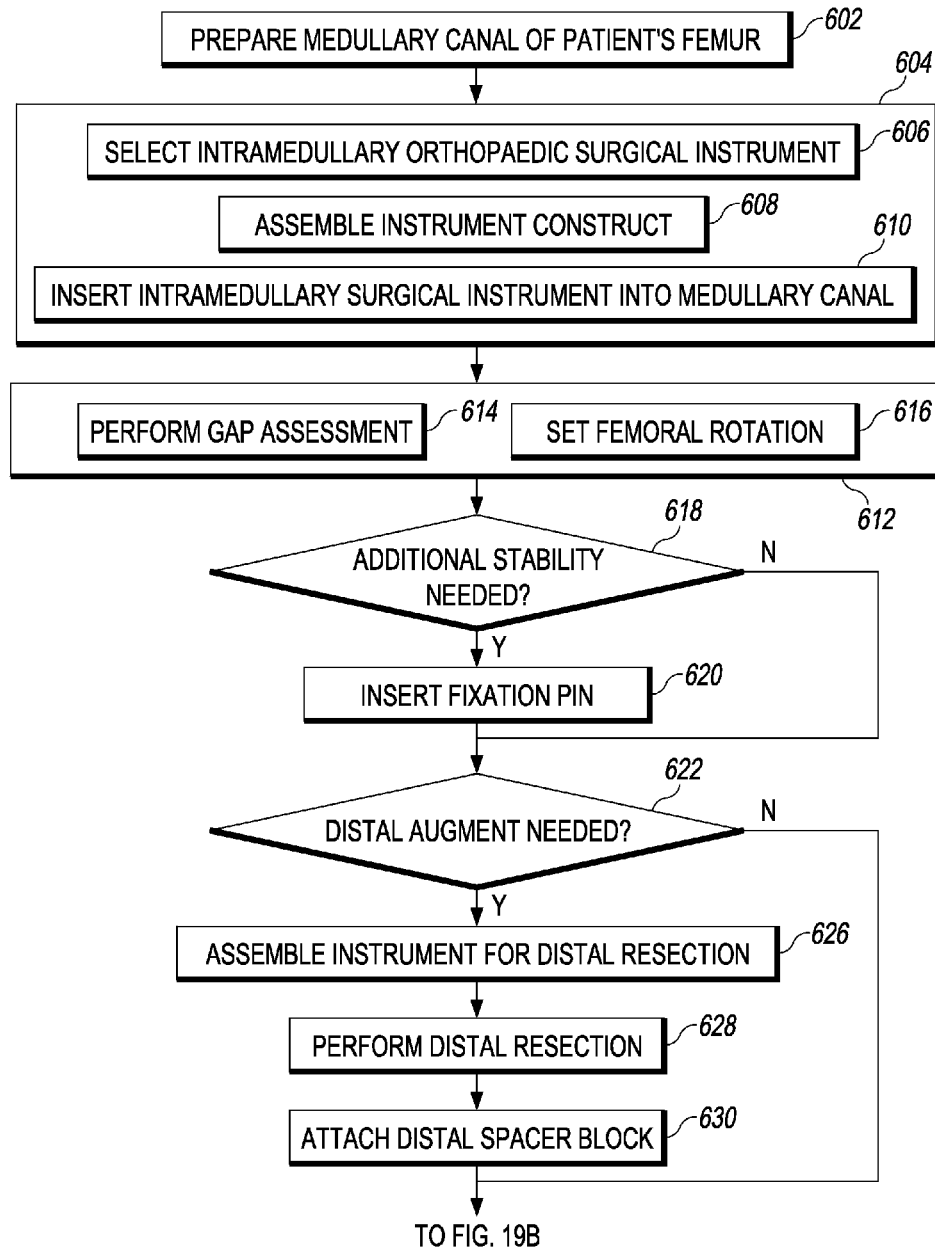 602
PREPARE MEDULLARY CANAL OF PATIENT'S FEMUR
604
SELECT INTRAMEDULLARY ORTHOPAEDIC SURGICAL INSTRUMENT
606
ASSEMBLE INSTRUMENT CONSTRUCT
608
610
INSERT INTRAMEDULLARY SURGICAL INSTRUMENT INTO MEDULLARY CANAL
PERFORM GAP ASSESSMENT
614
SET FEMORAL ROTATION
616
612
618
ADDITIONAL STABILITY
NEEDED?
N
Y
INSERT FIXATION PIN
620
622
DISTAL AUGMENT NEEDED?
N
Y
ASSEMBLE INSTRUMENT FOR DISTAL RESECTION
626
PERFORM DISTAL RESECTION
628
ATTACH DISTAL SPACER BLOCK
630
TO FIG. 19B